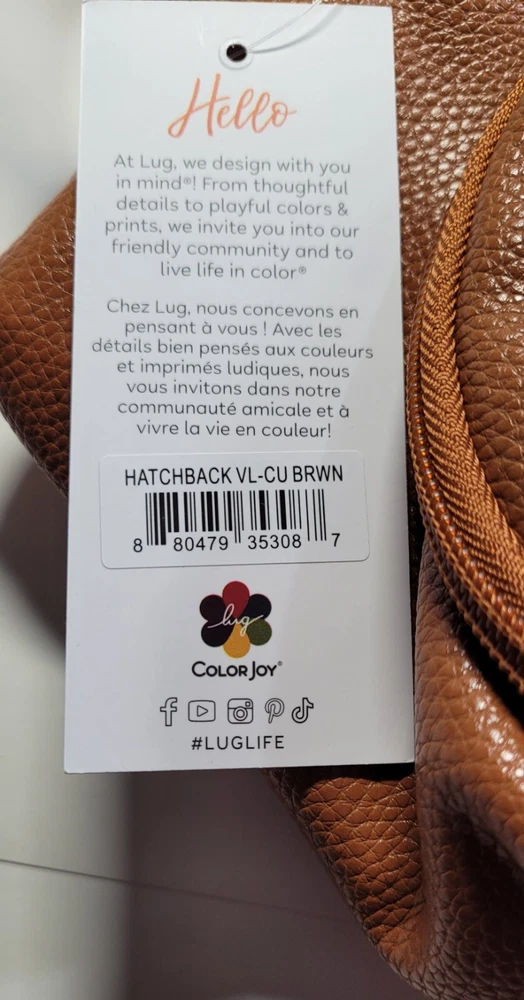 Hello
At Lug, we design with you
in mind®! From thoughtful
details to playful colors &
prints, we invite you into our
friendly community and to
live life in color®
Chez Lug, nous concevons en
pensant à vous ! Avec les
détails bien pensés aux couleurs
et imprimés ludiques, nous
vous invitons dans notre
communauté amicale et à
vivre la vie en couleur!
HATCHBACK VL-CU BRWN
8 80479 35308 7
lug
COLORJOY®
#LUGLIFE